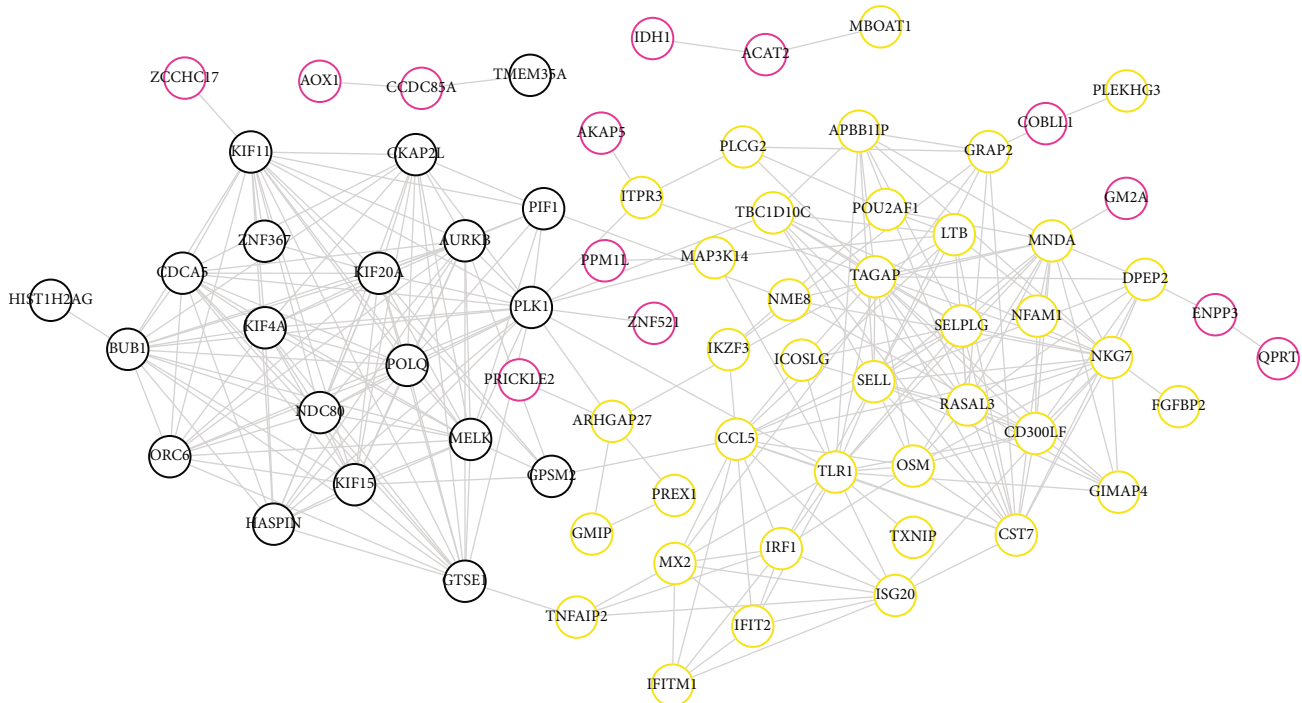 MBOAT1
IDH1
ACAT2
ZCCHC17
AOX1
CCDC85A
TMEM35A
PLEKHG3
COBLL1
AKAP5
APBB1IP
PLCG2
GRAP2
KIF11
CKAP2L
ITPR3
GM2A
PIF1
TBC1D10C
POU2AF1
LTB
ZNF367
AURKB
MNDA
PPM1L
MAP3K14
CDCA5
KIF20A
TAGAP
DPEP2
HIST1H2AG
PLK1
NME8
ENPP3
KIF4A
ZNF521
SELPLG
NFAM1
BUB1
IKZF3
ICOSLG
NKG7
QPRT
POLQ
PRICKLE2
SELL
NDC80
ARHGAP27
RASAL3
FGFBP2
MELK
CCL5
CD300LF
ORC6
GPSM2
TLR1
OSM
KIF15
PREX1
GIMAP4
HASPIN
GMIP
TXNIP
CST7
IRF1
MX2
GTSE1
ISG20
TNFAIP2
IFIT2
IFITM1